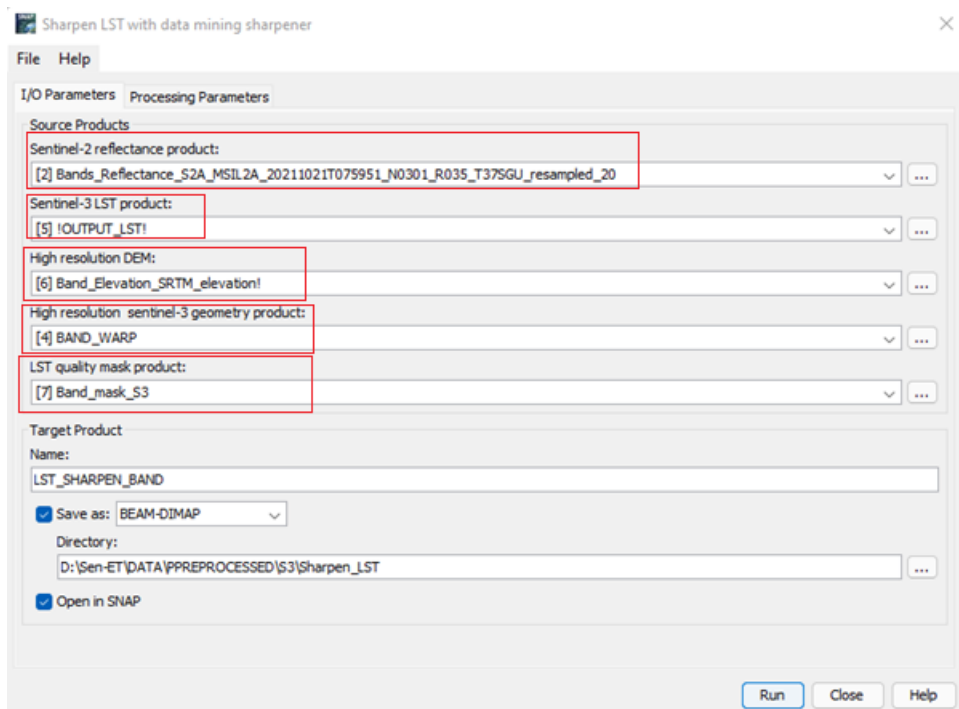 Sharpen LST with data mining sharpener
File Help
I/O Parameters Processing Parameters
Source Products
Sentinel-2 reflectance product:
[2] Bands_Reflectance_S2A_MSIL2A_20211021T075951_N0301_R035_T37SGU_resampled_20
...
Sentinel-3 LST product:
[5] !OUTPUT_LST!
...
High resolution DEM:
[6] Band_Elevation_SRTM_elevation!
...
High resolution sentinel-3 geometry product:
[4] BAND_WARP
...
LST quality mask product:
[7] Band_mask_S3
...
Target Product
Name:
LST_SHARPEN_BAND
Save as: BEAM-DIMAP
Directory:
D:\Sen-ET\DATA\PPREPROCESSED\S3\Sharpen_LST
...
Open in SNAP
Run Close Help